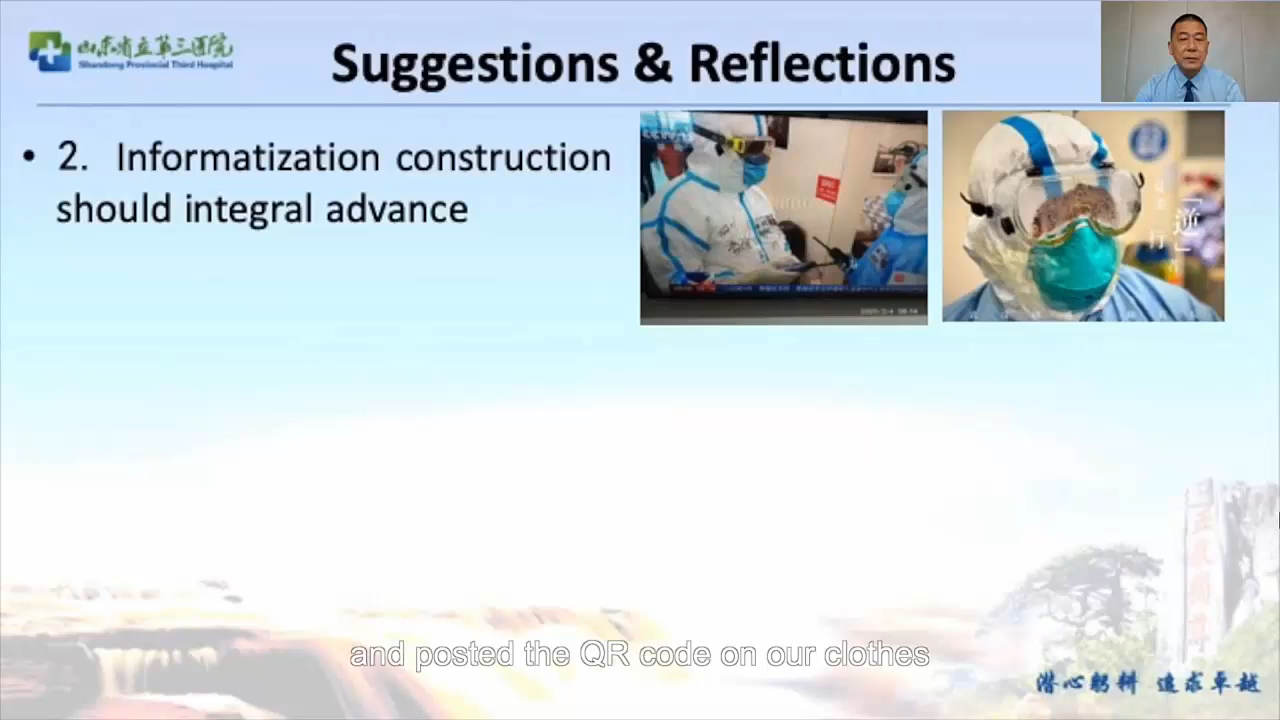 山东省立第三医院
Shandong Provincial Third Hospital
Suggestions & Reflections
• 2. Informatization construction
should integral advance
「逆」
行
and posted the QR code on our clothes
潜心躬耕 追求卓越